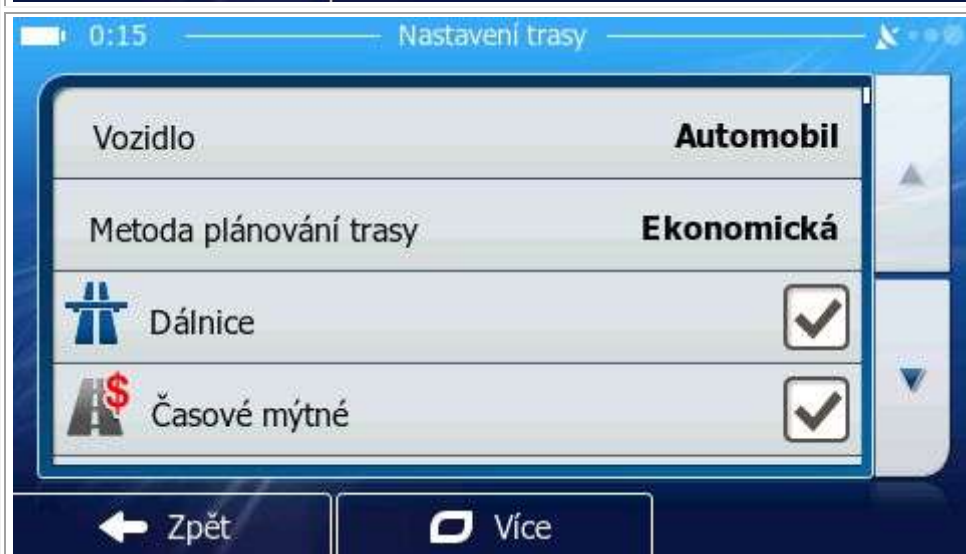 0:15 Nastavení trasy
Vozidlo Automobil
Metoda plánování trasy Ekonomická
Dálnice
$ Časové mýtné
Zpět Více